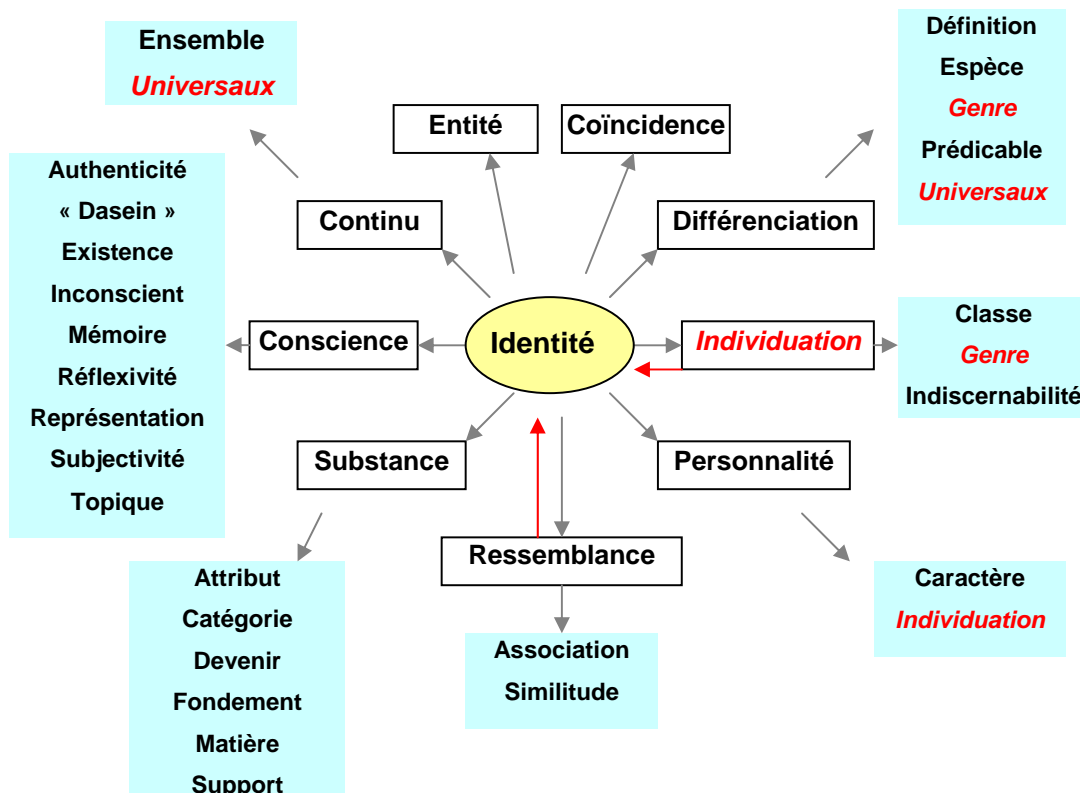 Ensemble
Universaux
Définition
Espèce
Genre
Prédicable
Universaux
Entité
Coïncidence
Authenticité
« Dasein »
Existence
Inconscient
Mémoire
Réflexivité
Représentation
Subjectivité
Topique
Continu
Différenciation
Conscience
Identité
Individuation
Classe
Genre
Indiscernabilité
Substance
Personnalité
Ressemblance
Attribut
Catégorie
Devenir
Fondement
Matière
Support
Association
Similitude
Caractère
Individuation